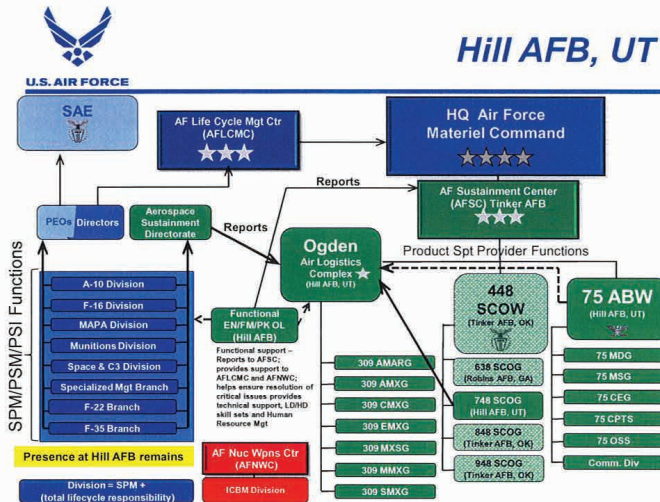 U.S. AIR FORCE
Hill AFB, UT
SAE
AF Life Cycle Mgt Ctr
(AFLCMC)
HQ Air Force
Materiel Command
Reports
AF Sustainment Center
(AFSC) Tinker AFB
PEOs Directors
Aerospace
Sustainment
Directorate
Reports
Ogden
Air Logistics
Complex
(Hill AFB, UT)
Product Spt Provider Functions
SPM/PSM/PSI Functions
A-10 Division
F-16 Division
MAPA Division
Munitions Division
Space & C3 Division
Specialized Mgt Branch
F-22 Branch
F-35 Branch
Functional
EN/FM/PK OL
(Hill AFB)
Functional support –
Reports to AFSC;
provides support to
AFLCMC and AFNWC;
helps ensure resolution of
critical issues provides
technical support, LD/HD
skill sets and Human
Resource Mgt
448
SCOW
(Tinker AFB, OK)
638 SCOG
(Robins AFB, GA)
748 SCOG
(Hill AFB, UT)
848 SCOG
(Tinker AFB, OK)
948 SCOG
(Tinker AFB, OK)
75 ABW
(Hill AFB, UT)
75 MDG
75 MSG
75 CEG
75 CPTS
75 OSS
Comm. Div
309 AMARG
309 AMXG
309 CMXG
309 EMXG
309 MXSG
309 MMXG
309 SMXG
Presence at Hill AFB remains
AF Nuc Wpns Ctr
(AFNWC)
ICBM Division
Division = SPM +
(total lifecycle responsibility)